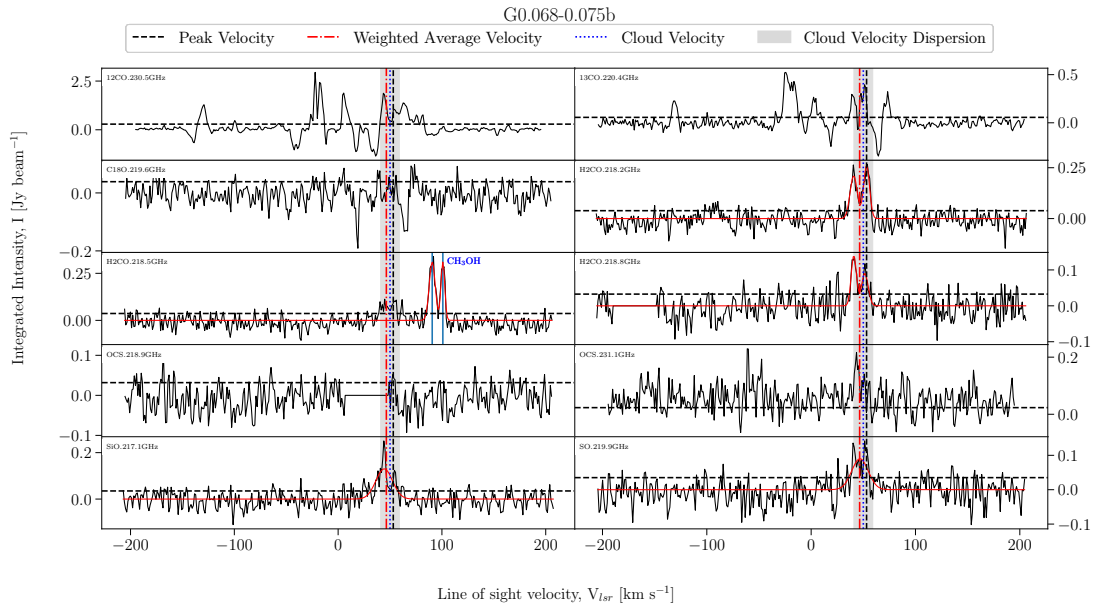 G0.068-0.075b
Peak Velocity Weighted Average Velocity Cloud Velocity Cloud Velocity Dispersion
12CO.230.5GHz
13CO.220.4GHz
2.5
0.0
0.5
0.0
C18O.219.6GHz
H2CO.218.2GHz
0.0
−0.2
0.25
0.00
H2CO.218.5GHz
CH₃OH
H2CO.218.8GHz
0.25
0.00
0.1
0.0
−0.1
OCS.218.9GHz
OCS.231.1GHz
0.1
0.0
−0.1
0.2
0.0
SiO.217.1GHz
SO.219.9GHz
0.2
0.0
0.1
0.0
−0.1
−200 −100 0 100 200
−200 −100 0 100 200
Integrated Intensity, I [Jy beam⁻¹]
Line of sight velocity, V_lsr [km s⁻¹]